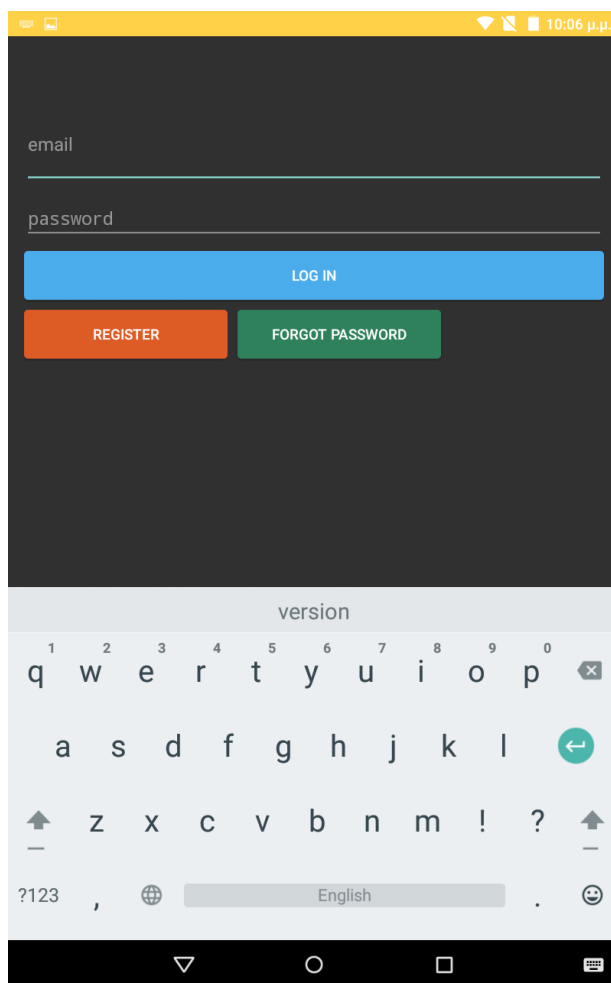 10:06 μ.μ.
email
password
LOG IN
REGISTER FORGOT PASSWORD
version
1 2 3 4 5 6 7 8 9 0
q w e r t y u i o p
a s d f g h j k l
z x c v b n m ! ?
?123 , English .